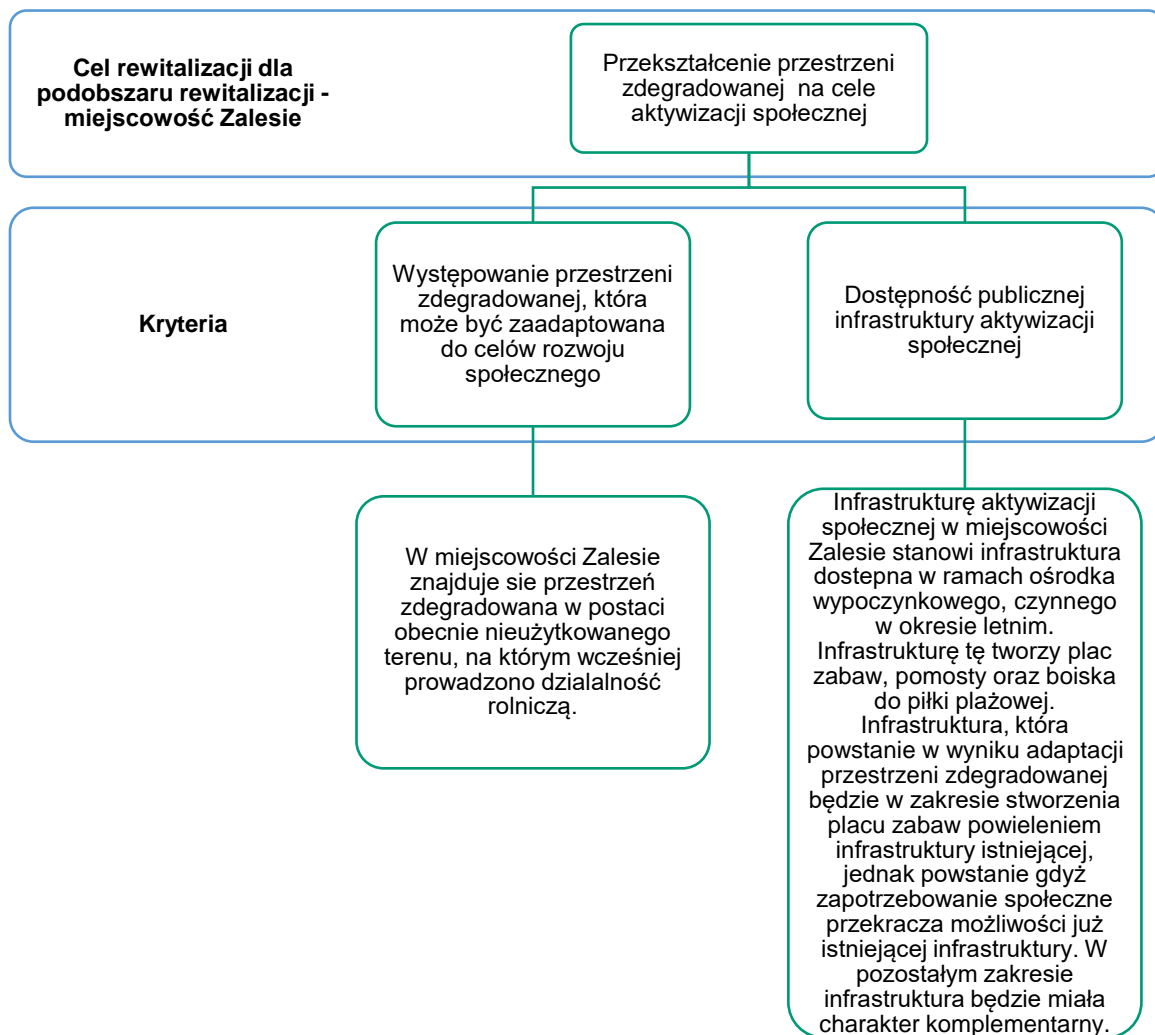 Cel rewitalizacji dla
podobszaru rewitalizacji -
miejscowość Zalesie
Przekształcenie przestrzeni
zdegradowanej  na cele
aktywizacji społecznej
Kryteria
Występowanie przestrzeni
zdegradowanej, która
może być zaadaptowana
do celów rozwoju
społecznego
Dostępność publicznej
infrastruktury aktywizacji
społecznej
W miejscowości Zalesie
znajduje sie przestrzeń
zdegradowana w postaci
obecnie nieużytkowanego
terenu, na którym wcześniej
prowadzono dzialalność
rolniczą.
Infrastrukturę aktywizacji
społecznej w miejscowości
Zalesie stanowi infrastruktura
dostepna w ramach ośrodka
wypoczynkowego, czynnego
w okresie letnim.
Infrastrukturę tę tworzy plac
zabaw, pomosty oraz boiska
do piłki plażowej.
Infrastruktura, która
powstanie w wyniku adaptacji
przestrzeni zdegradowanej
będzie w zakresie stworzenia
placu zabaw powieleniem
infrastruktury istniejącej,
jednak powstanie gdyż
zapotrzebowanie społeczne
przekracza możliwości już
istniejącej infrastruktury. W
pozostałym zakresie
infrastruktura będzie miała
charakter komplementarny.